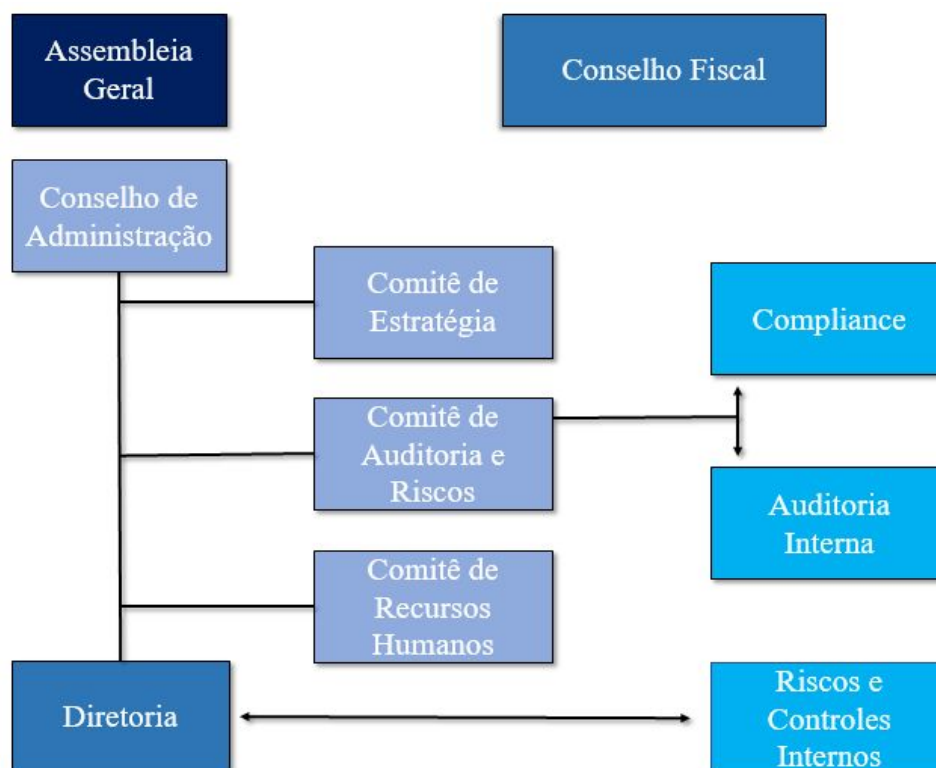 Assembleia
Geral
Conselho Fiscal
Conselho de
Administração
Comitê de
Estratégia
Compliance
Comitê de
Auditoria e
Riscos
Auditoria
Interna
Comitê de
Recursos
Humanos
Diretoria
Riscos e
Controles
Internos